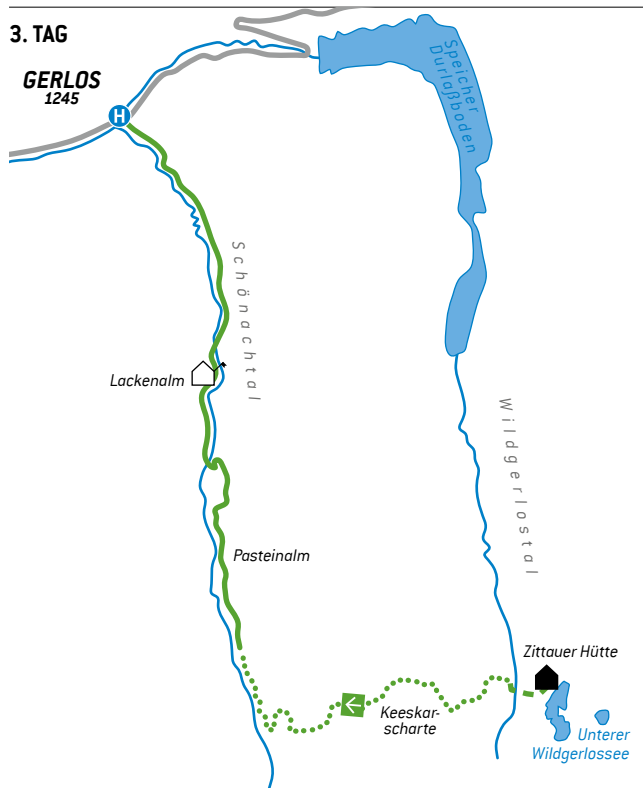 3. TAG
GERLOS
1245
H
Speicher
Durlaßboden
Schönachtal
Lackenalm
Wildgerlostal
Pasteinalm
Zittauer Hütte
Keeskar-
scharte
Unterer
Wildgerlossee